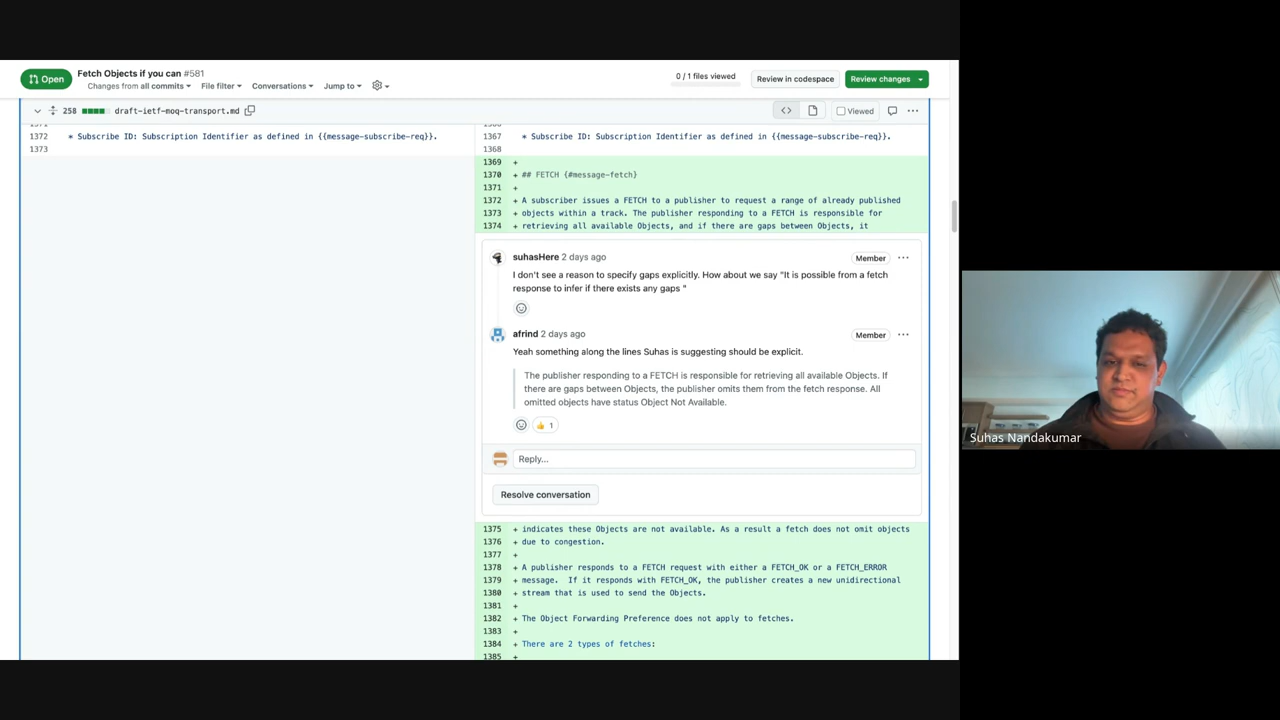 Open
Fetch Objects if you can #581
Changes from all commits File filter Conversations Jump to
0 / 1 files viewed
Review in codespace
Review changes
258 draft-ietf-moq-transport.md
Viewed
1372 * Subscribe ID: Subscription Identifier as defined in {{message-subscribe-req}}.
1373
1367 * Subscribe ID: Subscription Identifier as defined in {{message-subscribe-req}}.
1368
1369 +
1370 + ## FETCH {#message-fetch}
1371 +
1372 + A subscriber issues a FETCH to a publisher to request a range of already published
1373 + objects within a track. The publisher responding to a FETCH is responsible for
1374 + retrieving all available Objects, and if there are gaps between Objects, it
suhasHere 2 days ago
Member
I don't see a reason to specify gaps explicitly. How about we say "It is possible from a fetch
response to infer if there exists any gaps "
afrind 2 days ago
Member
Yeah something along the lines Suhas is suggesting should be explicit.
The publisher responding to a FETCH is responsible for retrieving all available Objects. If
there are gaps between Objects, the publisher omits them from the fetch response. All
omitted objects have status Object Not Available.
👍 1
Reply...
Resolve conversation
1375 + indicates these Objects are not available. As a result a fetch does not omit objects
1376 + due to congestion.
1377 +
1378 + A publisher responds to a FETCH request with either a FETCH_OK or a FETCH_ERROR
1379 + message.  If it responds with FETCH_OK, the publisher creates a new unidirectional
1380 + stream that is used to send the Objects.
1381 +
1382 + The Object Forwarding Preference does not apply to fetches.
1383 +
1384 + There are 2 types of fetches:
1385 +
Suhas Nandakumar